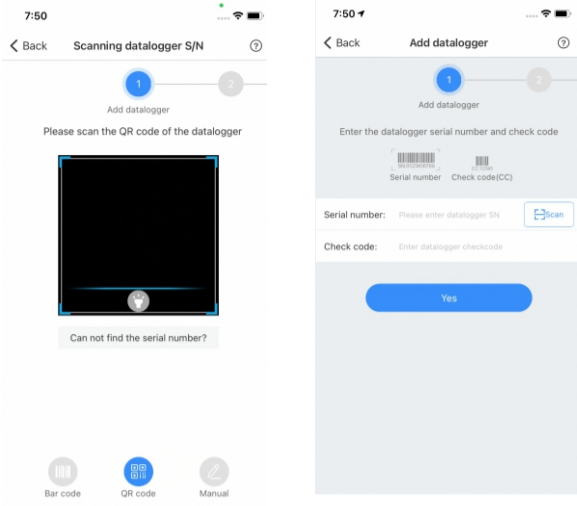 7:50
Back Scanning datalogger S/N ?
1 2
Add datalogger
Please scan the QR code of the datalogger
Can not find the serial number?
Bar code QR code Manual
7:50
Back Add datalogger ?
1 2
Add datalogger
Enter the datalogger serial number and check code
Serial number Check code(CC)
Serial number: Please enter datalogger SN Scan
Check code: Enter datalogger checkcode
Yes